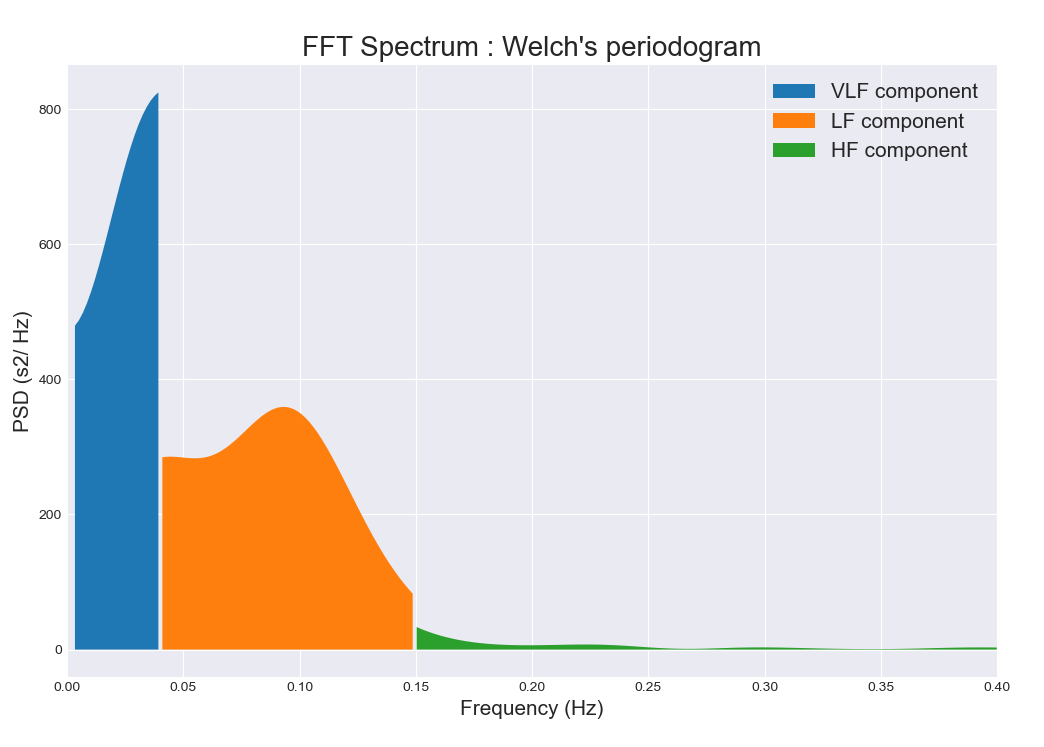 FFT Spectrum : Welch's periodogram
VLF component
LF component
HF component
800
600
400
200
0
PSD (s2/ Hz)
0.00 0.05 0.10 0.15 0.20 0.25 0.30 0.35 0.40
Frequency (Hz)